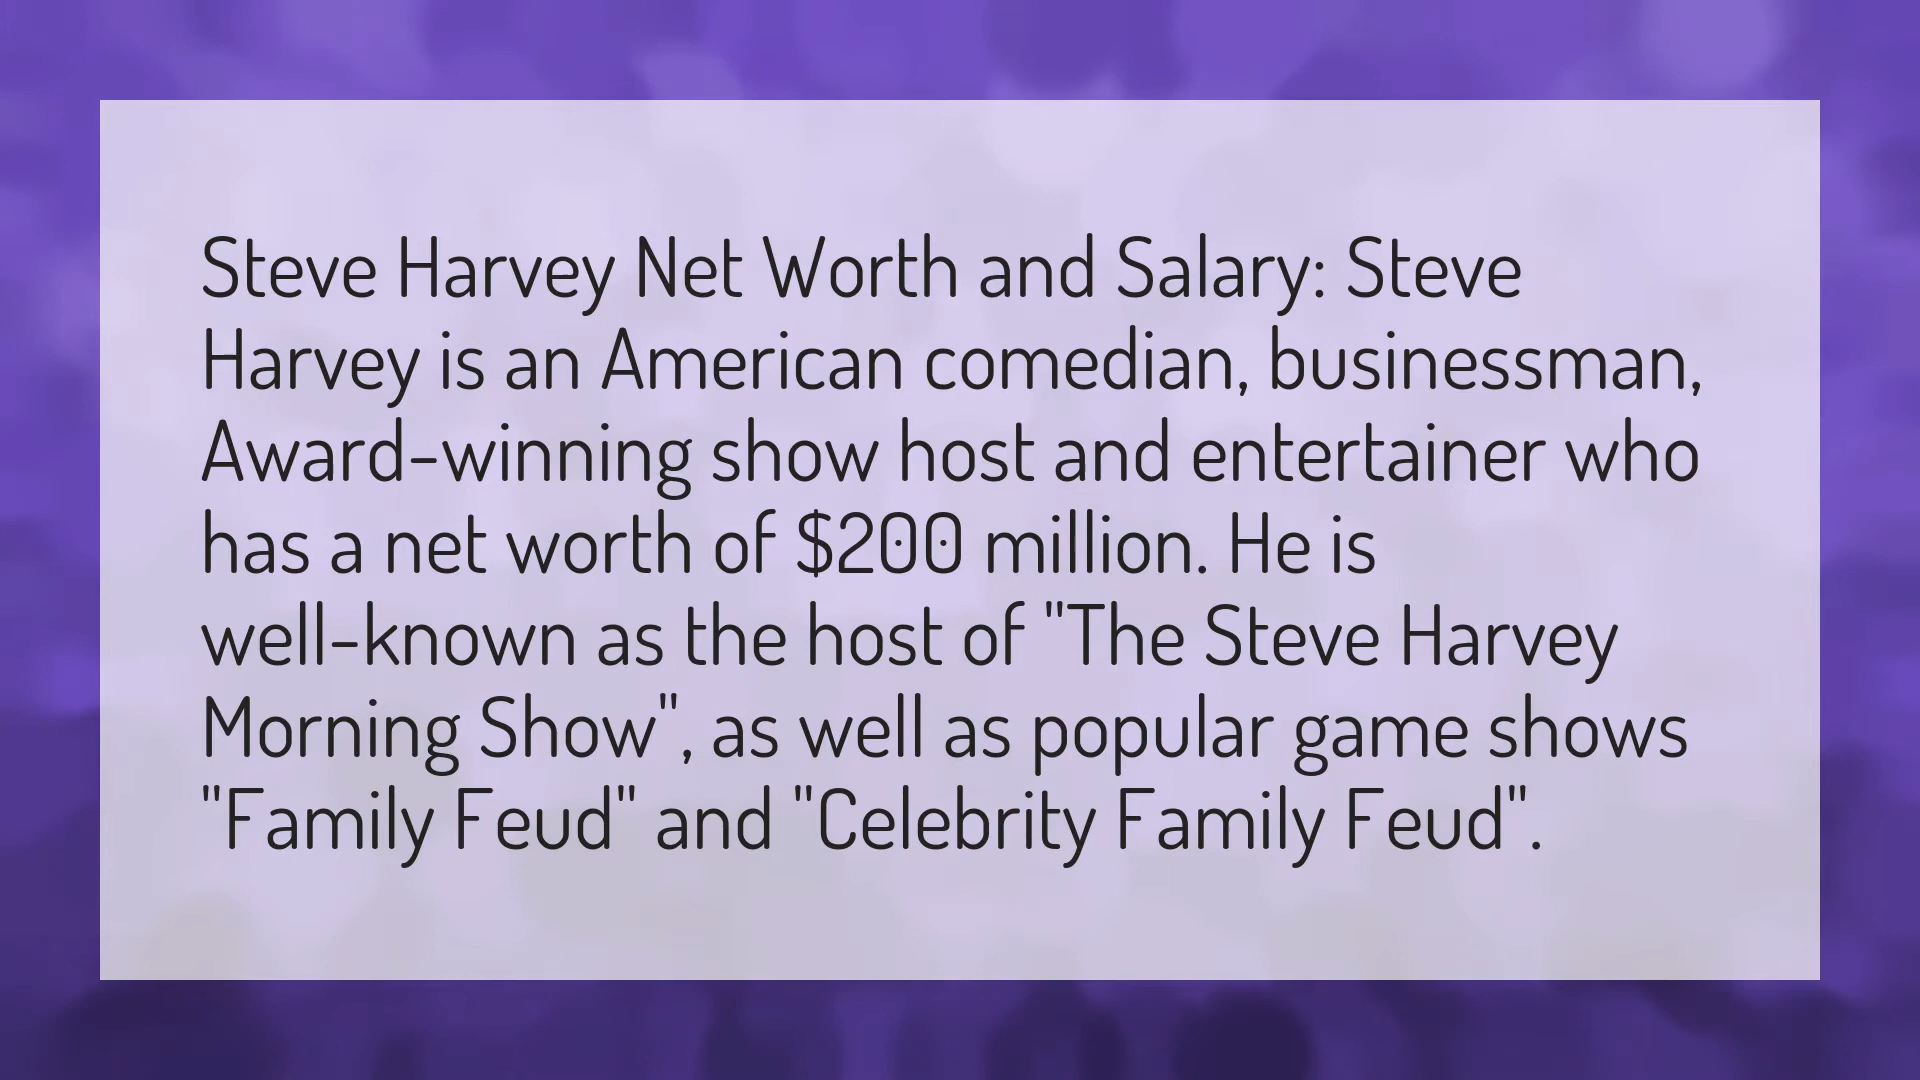 Steve Harvey Net Worth and Salary: Steve
Harvey is an American comedian, businessman,
Award-winning show host and entertainer who
has a net worth of $200 million. He is
well-known as the host of "The Steve Harvey
Morning Show", as well as popular game shows
"Family Feud" and "Celebrity Family Feud".